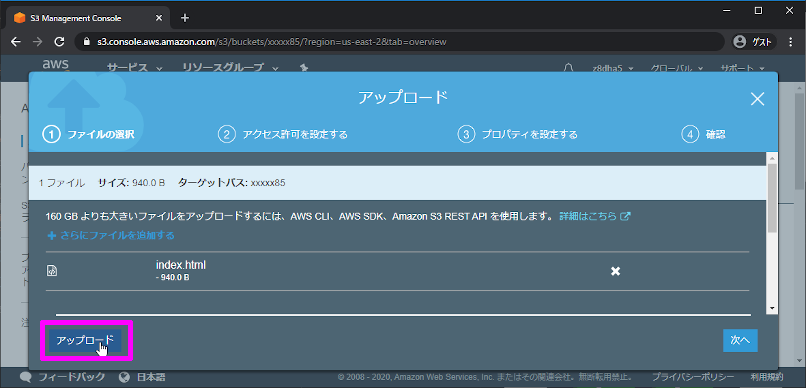 S3 Management Console
s3.console.aws.amazon.com/s3/buckets/xxxxx85/?region=us-east-2&tab=overview
ゲスト
aws サービス リソースグループ z8dha5 グローバル サポート
アップロード
1 ファイルの選択 2 アクセス許可を設定する 3 プロパティを設定する 4 確認
1 ファイル サイズ: 940.0 B ターゲットパス: xxxxx85
160 GB よりも大きいファイルをアップロードするには、AWS CLI、AWS SDK、Amazon S3 REST API を使用します。 詳細はこちら
+ さらにファイルを追加する
index.html
- 940.0 B
アップロード 次へ
フィードバック 日本語 © 2008 - 2020, Amazon Web Services, Inc. またはその関連会社。無断転用禁止。 プライバシーポリシー 利用規約